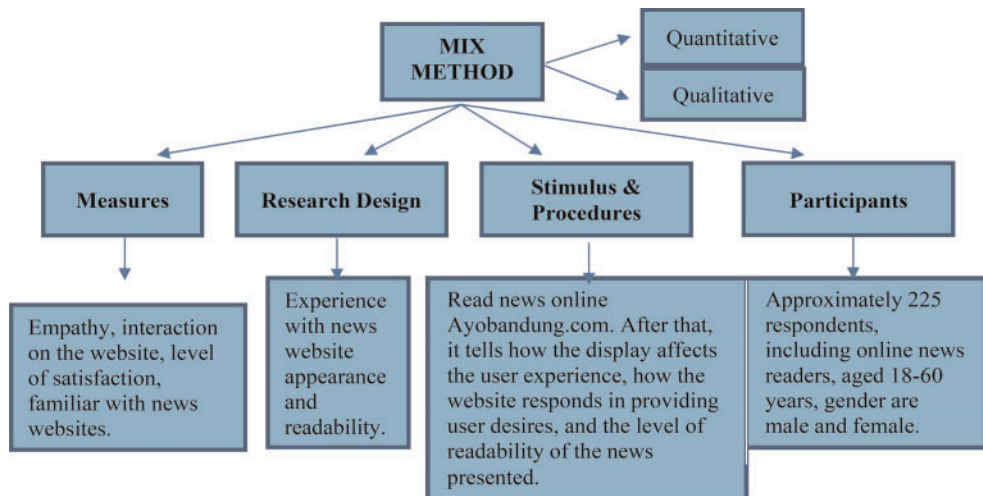 MIX
METHOD
Quantitative
Qualitative
Measures
Research Design
Stimulus &
Procedures
Participants
Empathy, interaction
on the website, level
of satisfaction,
familiar with news
websites.
Experience
with news
website
appearance
and
readability.
Read news online
Ayobandung.com. After that,
it tells how the display affects
the user experience, how the
website responds in providing
user desires, and the level of
readability of the news
presented.
Approximately 225
respondents,
including online news
readers, aged 18-60
years, gender are
male and female.